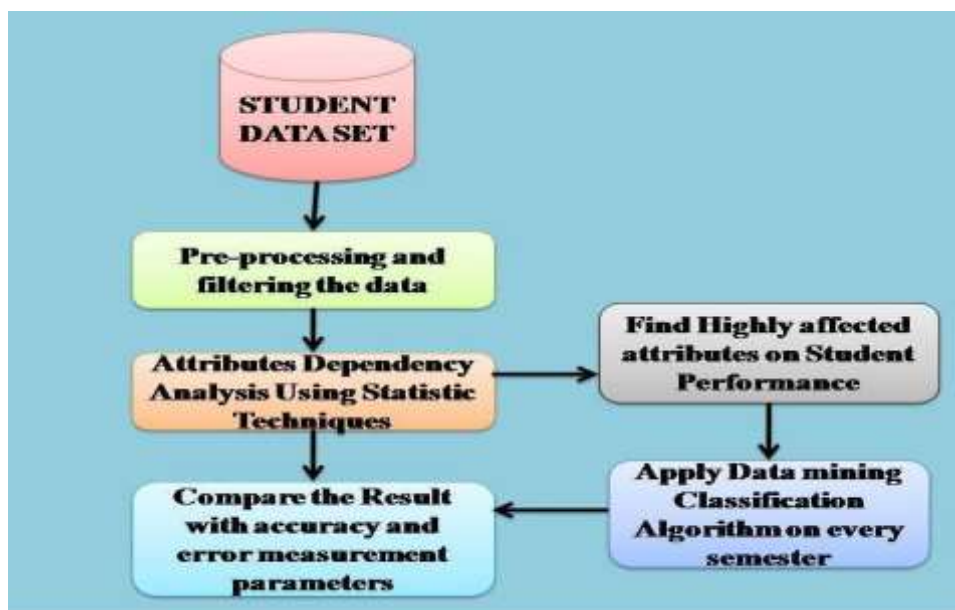 STUDENT
DATA SET
Pre-processing and
filtering the data
Attributes Dependency
Analysis Using Statistic
Techniques
Find Highly affected
attributes on Student
Performance
Apply Data mining
Classification
Algorithm on every
semester
Compare the Result
with accuracy and
error measurement
parameters